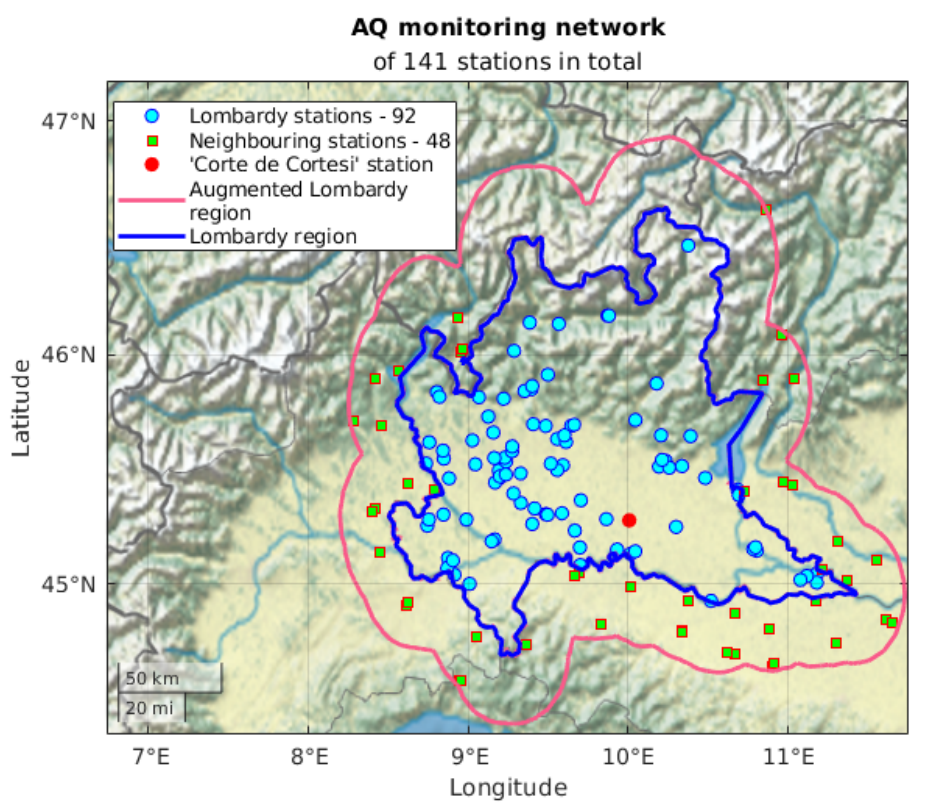 AQ monitoring network
of 141 stations in total
Lombardy stations - 92
Neighbouring stations - 48
'Corte de Cortesi' station
Augmented Lombardy
region
Lombardy region
47°N
46°N
45°N
Latitude
50 km
20 mi
7°E 8°E 9°E 10°E 11°E
Longitude